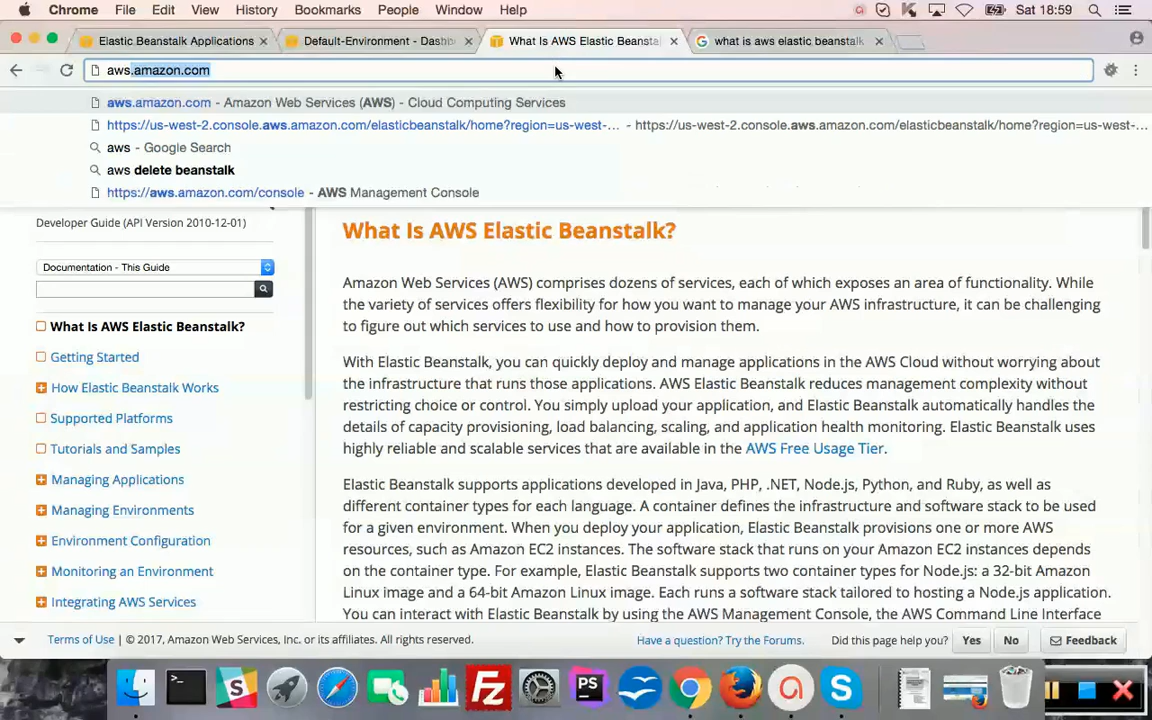 Chrome File Edit View History Bookmarks People Window Help Sat 18:59
Elastic Beanstalk Applications Default-Environment - Dashb What Is AWS Elastic Beansta what is aws elastic beanstalk
aws.amazon.com
aws.amazon.com - Amazon Web Services (AWS) - Cloud Computing Services
https://us-west-2.console.aws.amazon.com/elasticbeanstalk/home?region=us-west-... - https://us-west-2.console.aws.amazon.com/elasticbeanstalk/home?region=us-west-...
aws - Google Search
aws delete beanstalk
https://aws.amazon.com/console - AWS Management Console
Developer Guide (API Version 2010-12-01)
Documentation - This Guide
What Is AWS Elastic Beanstalk?
Getting Started
How Elastic Beanstalk Works
Supported Platforms
Tutorials and Samples
Managing Applications
Managing Environments
Environment Configuration
Monitoring an Environment
Integrating AWS Services
What Is AWS Elastic Beanstalk?
Amazon Web Services (AWS) comprises dozens of services, each of which exposes an area of functionality. While
the variety of services offers flexibility for how you want to manage your AWS infrastructure, it can be challenging
to figure out which services to use and how to provision them.
With Elastic Beanstalk, you can quickly deploy and manage applications in the AWS Cloud without worrying about
the infrastructure that runs those applications. AWS Elastic Beanstalk reduces management complexity without
restricting choice or control. You simply upload your application, and Elastic Beanstalk automatically handles the
details of capacity provisioning, load balancing, scaling, and application health monitoring. Elastic Beanstalk uses
highly reliable and scalable services that are available in the AWS Free Usage Tier.
Elastic Beanstalk supports applications developed in Java, PHP, .NET, Node.js, Python, and Ruby, as well as
different container types for each language. A container defines the infrastructure and software stack to be used
for a given environment. When you deploy your application, Elastic Beanstalk provisions one or more AWS
resources, such as Amazon EC2 instances. The software stack that runs on your Amazon EC2 instances depends
on the container type. For example, Elastic Beanstalk supports two container types for Node.js: a 32-bit Amazon
Linux image and a 64-bit Amazon Linux image. Each runs a software stack tailored to hosting a Node.js application.
You can interact with Elastic Beanstalk by using the AWS Management Console, the AWS Command Line Interface
Terms of Use | © 2017, Amazon Web Services, Inc. or its affiliates. All rights reserved. Have a question? Try the Forums. Did this page help you? Yes No Feedback
S Fz PS a S